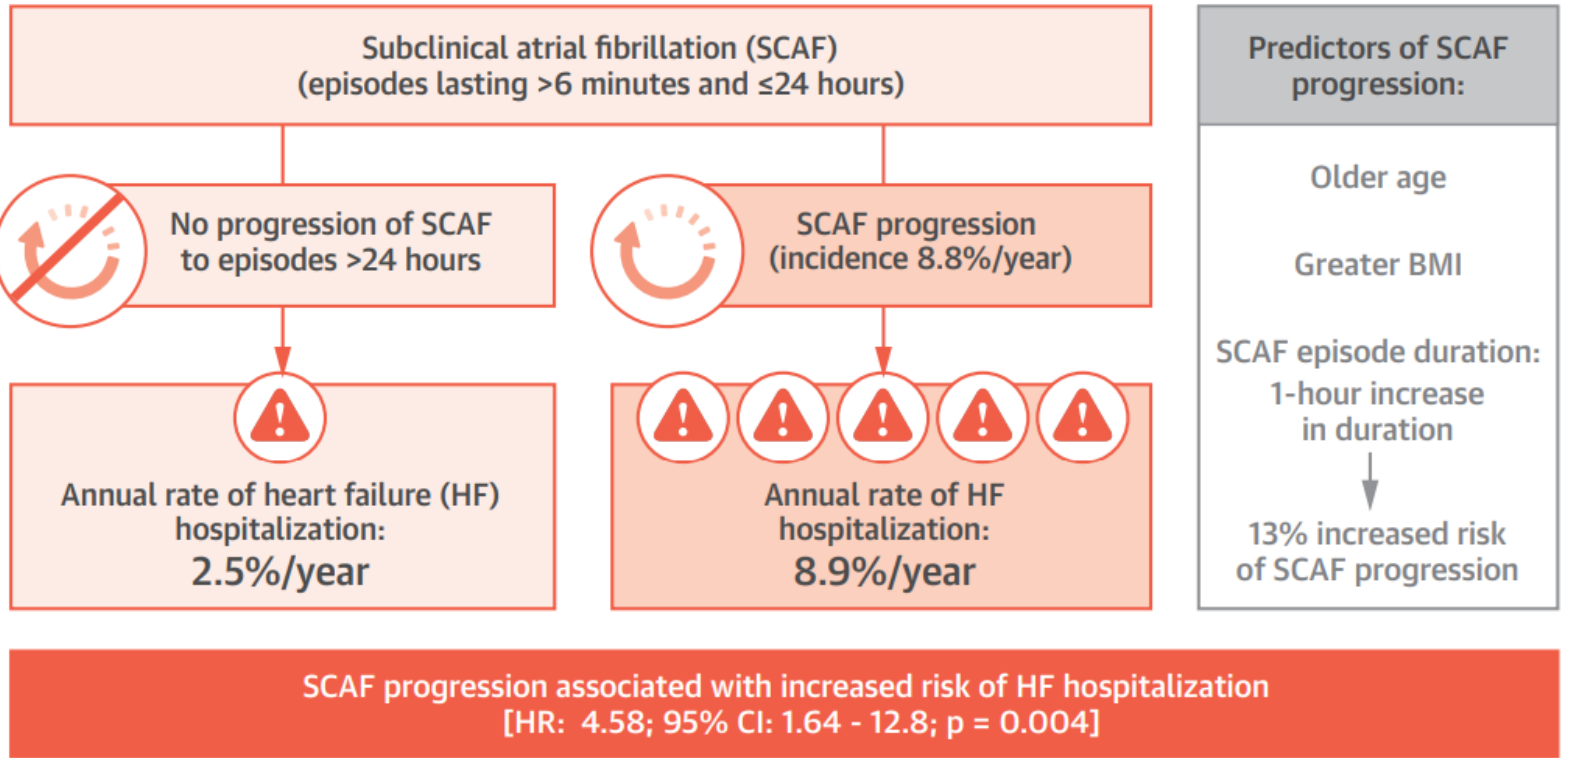 Subclinical atrial fibrillation (SCAF)
(episodes lasting >6 minutes and ≤24 hours)
No progression of SCAF
to episodes >24 hours
SCAF progression
(incidence 8.8%/year)
Annual rate of heart failure (HF)
hospitalization:
2.5%/year
Annual rate of HF
hospitalization:
8.9%/year
Predictors of SCAF
progression:
Older age
Greater BMI
SCAF episode duration:
1-hour increase
in duration
13% increased risk
of SCAF progression
SCAF progression associated with increased risk of HF hospitalization
[HR: 4.58; 95% CI: 1.64 - 12.8; p = 0.004]